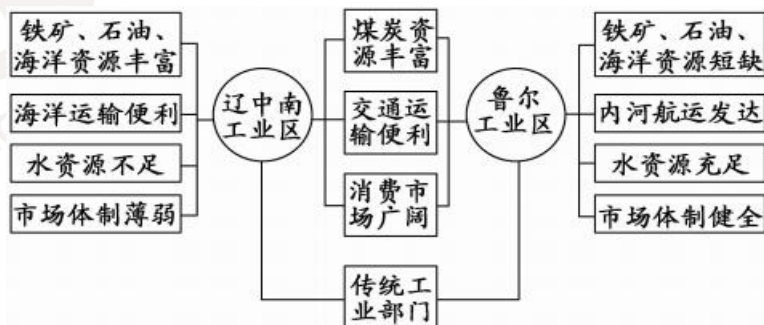 铁矿、石油、
海洋资源丰富
海洋运输便利
水资源不足
市场体制薄弱
辽中南
工业区
煤炭资
源丰富
交通运
输便利
消费市
场广阔
传统工
业部门
鲁尔
工业区
铁矿、石油、
海洋资源短缺
内河航运发达
水资源充足
市场体制健全